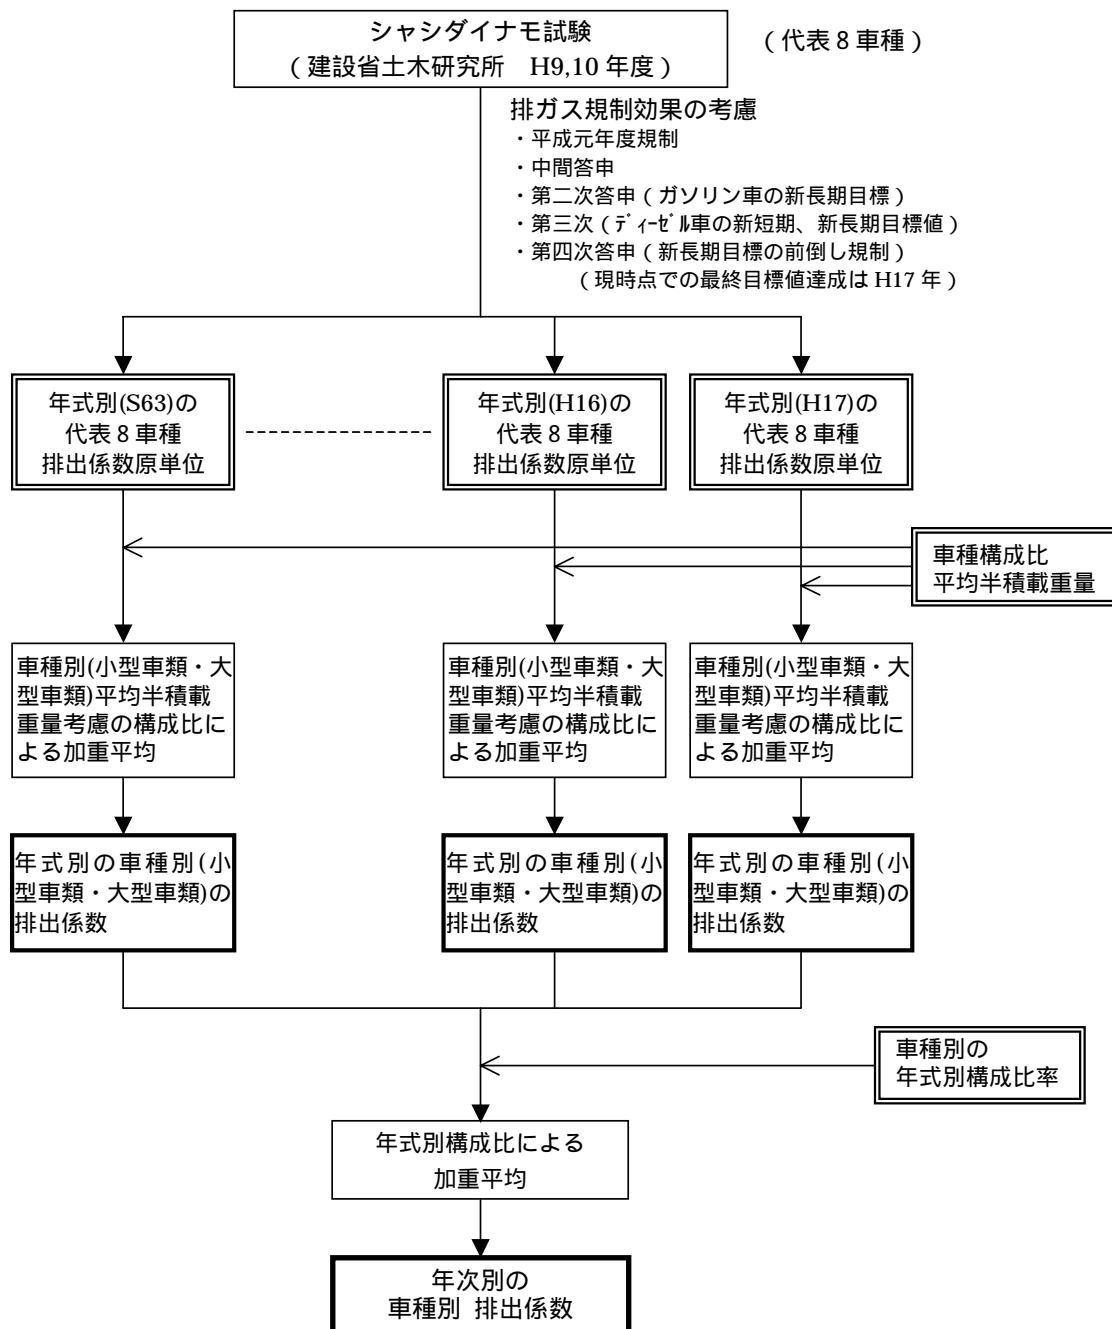 シャシダイナモ試験
(建設省土木研究所　H9,10 年度)
(代表 8 車種)
排ガス規制効果の考慮
・平成元年度規制
・中間答申
・第二次答申(ガソリン車の新長期目標)
・第三次(ﾃﾞｨｰｾﾞﾙ車の新短期、新長期目標値)
・第四次答申(新長期目標の前倒し規制)
(現時点での最終目標値達成は H17 年)
年式別(S63)の
代表 8 車種
排出係数原単位
年式別(H16)の
代表 8 車種
排出係数原単位
年式別(H17)の
代表 8 車種
排出係数原単位
車種構成比
平均半積載重量
車種別(小型車類・大
型車類)平均半積載
重量考慮の構成比に
よる加重平均
車種別(小型車類・大
型車類)平均半積載
重量考慮の構成比に
よる加重平均
車種別(小型車類・大
型車類)平均半積載
重量考慮の構成比に
よる加重平均
年式別の車種別(小
型車類・大型車類)の
排出係数
年式別の車種別(小
型車類・大型車類)の
排出係数
年式別の車種別(小
型車類・大型車類)の
排出係数
車種別の
年式別構成比率
年式別構成比による
加重平均
年次別の
車種別 排出係数